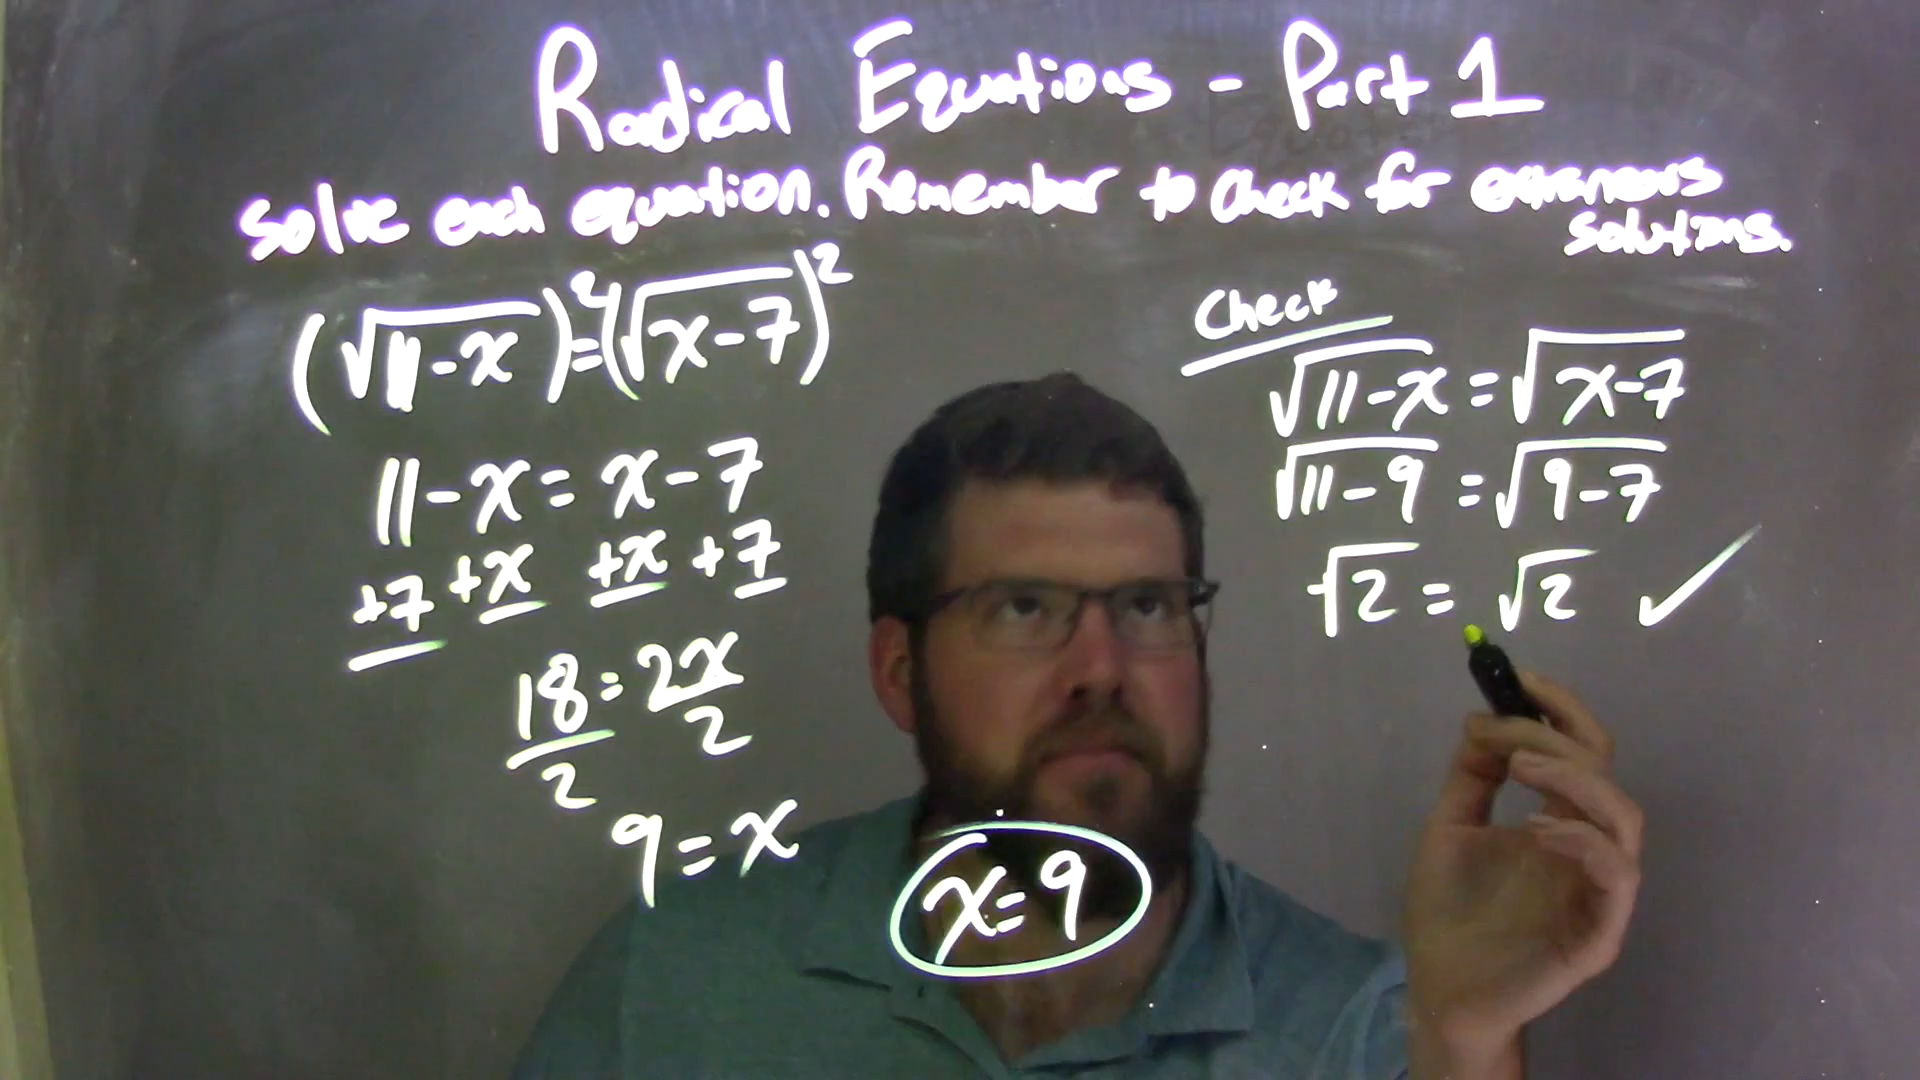 Radical Equations - Part 1
Solve each equation. Remember to check for extraneous
solutions.
(√(11-x))²=(√(x-7))²
11-x=x-7
+7 +x +x +7
18=2x
2 2
9=x
x=9
Check
√(11-x)=√(x-7)
√(11-9)=√(9-7)
√2=√2 ✓